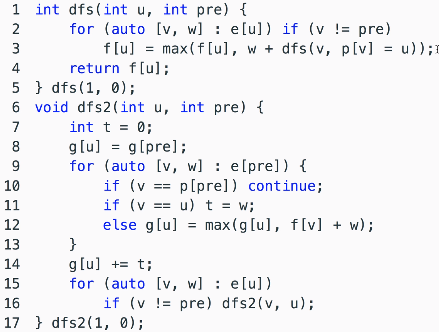 1 int dfs(int u, int pre) {
2     for (auto [v, w] : e[u]) if (v != pre)
3         f[u] = max(f[u], w + dfs(v, p[v] = u));
4     return f[u];
5 } dfs(1, 0);
6 void dfs2(int u, int pre) {
7     int t = 0;
8     g[u] = g[pre];
9     for (auto [v, w] : e[pre]) {
10         if (v == p[pre]) continue;
11         if (v == u) t = w;
12         else g[u] = max(g[u], f[v] + w);
13     }
14     g[u] += t;
15     for (auto [v, w] : e[u])
16         if (v != pre) dfs2(v, u);
17 } dfs2(1, 0);